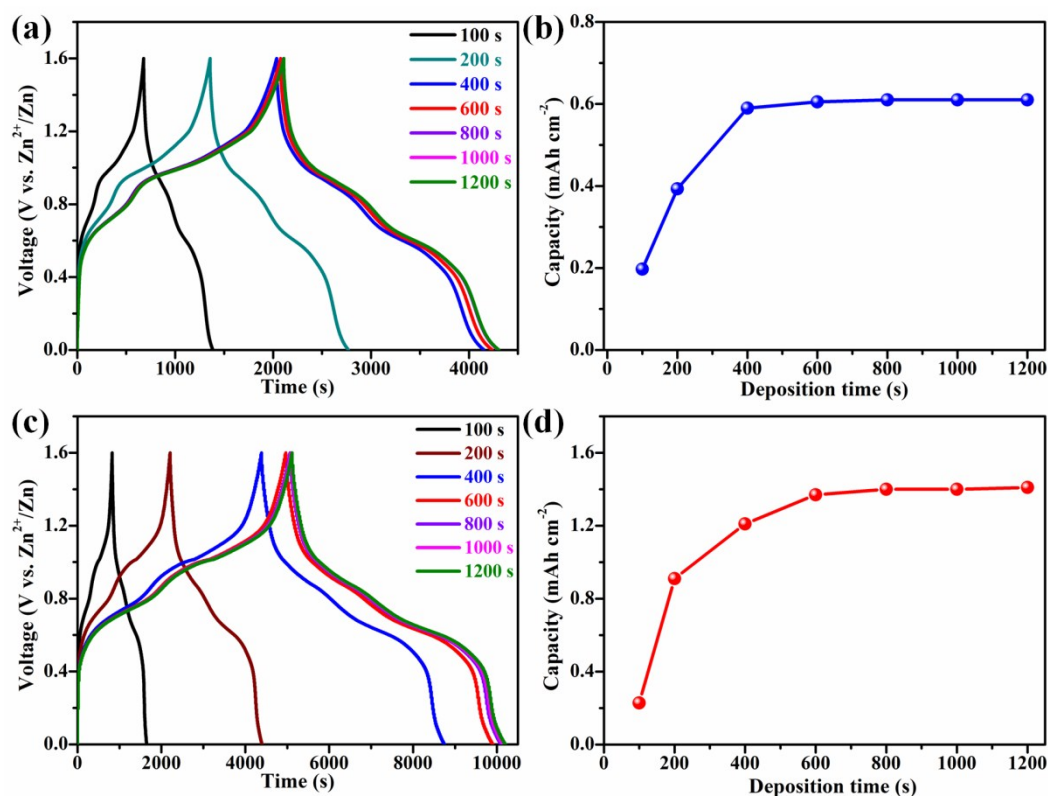 (a)
100 s
200 s
400 s
600 s
800 s
1000 s
1200 s
1.6
1.2
0.8
0.4
0.0
Voltage (V vs. Zn²⁺/Zn)
0 1000 2000 3000 4000
Time (s)
(b)
0.8
0.6
0.4
0.2
0.0
Capacity (mAh cm⁻²)
0 200 400 600 800 1000 1200
Deposition time (s)
(c)
100 s
200 s
400 s
600 s
800 s
1000 s
1200 s
1.6
1.2
0.8
0.4
0.0
Voltage (V vs. Zn²⁺/Zn)
0 2000 4000 6000 8000 10000
Time (s)
(d)
1.6
1.2
0.8
0.4
0.0
Capacity (mAh cm⁻²)
0 200 400 600 800 1000 1200
Deposition time (s)